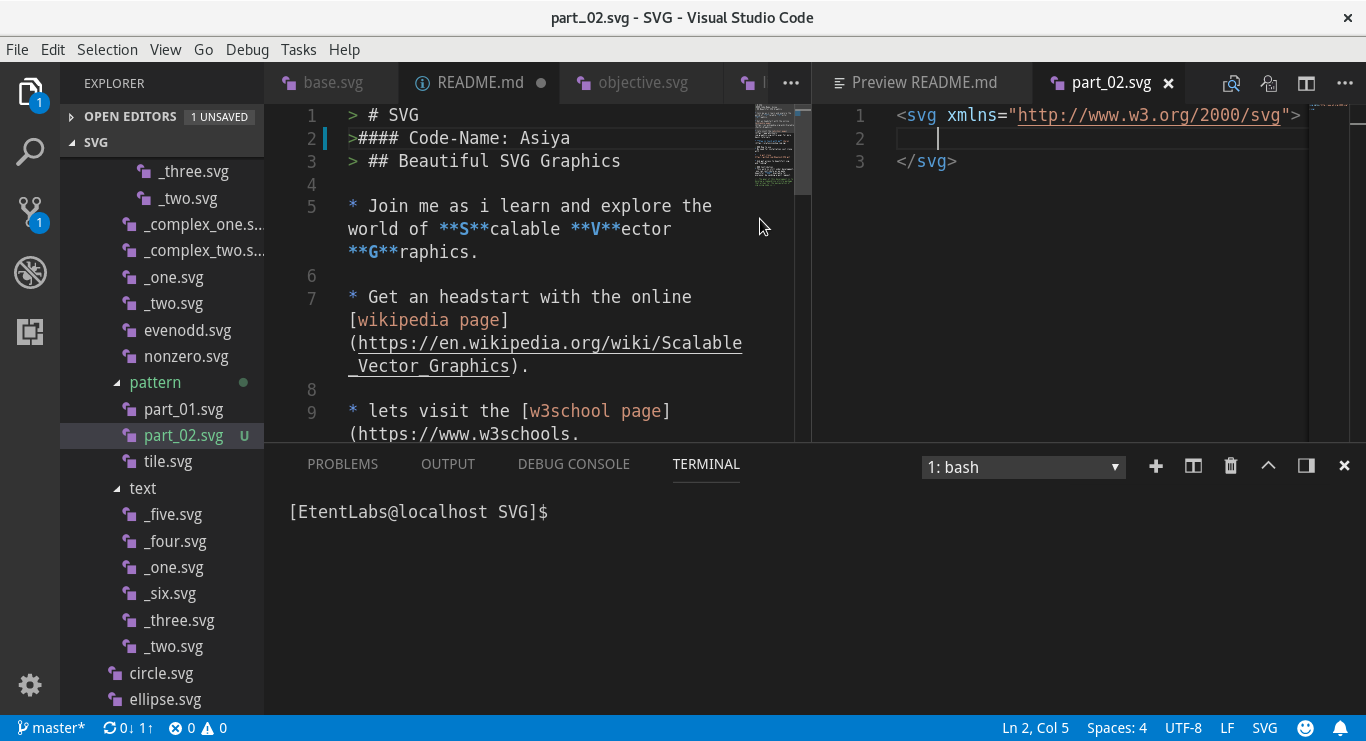 part_02.svg - SVG - Visual Studio Code
File Edit Selection View Go Debug Tasks Help
1
1
EXPLORER
OPEN EDITORS 1 UNSAVED
SVG
_three.svg
_two.svg
_complex_one.s...
_complex_two.s...
_one.svg
_two.svg
evenodd.svg
nonzero.svg
pattern
part_01.svg
part_02.svg U
tile.svg
text
_five.svg
_four.svg
_one.svg
_six.svg
_three.svg
_two.svg
circle.svg
ellipse.svg
base.svg README.md objective.svg
1 > # SVG
2 >#### Code-Name: Asiya
3 > ## Beautiful SVG Graphics
4
5 * Join me as i learn and explore the
world of **S**calable **V**ector
**G**raphics.
6
7 * Get an headstart with the online
[wikipedia page]
(https://en.wikipedia.org/wiki/Scalable
_Vector_Graphics).
8
9 * lets visit the [w3school page]
(https://www.w3schools.
Preview README.md part_02.svg
1 <svg xmlns="http://www.w3.org/2000/svg">
2
3 </svg>
PROBLEMS OUTPUT DEBUG CONSOLE TERMINAL 1: bash
[EtentLabs@localhost SVG]$
master* 0↓ 1↑ 0 0 Ln 2, Col 5 Spaces: 4 UTF-8 LF SVG